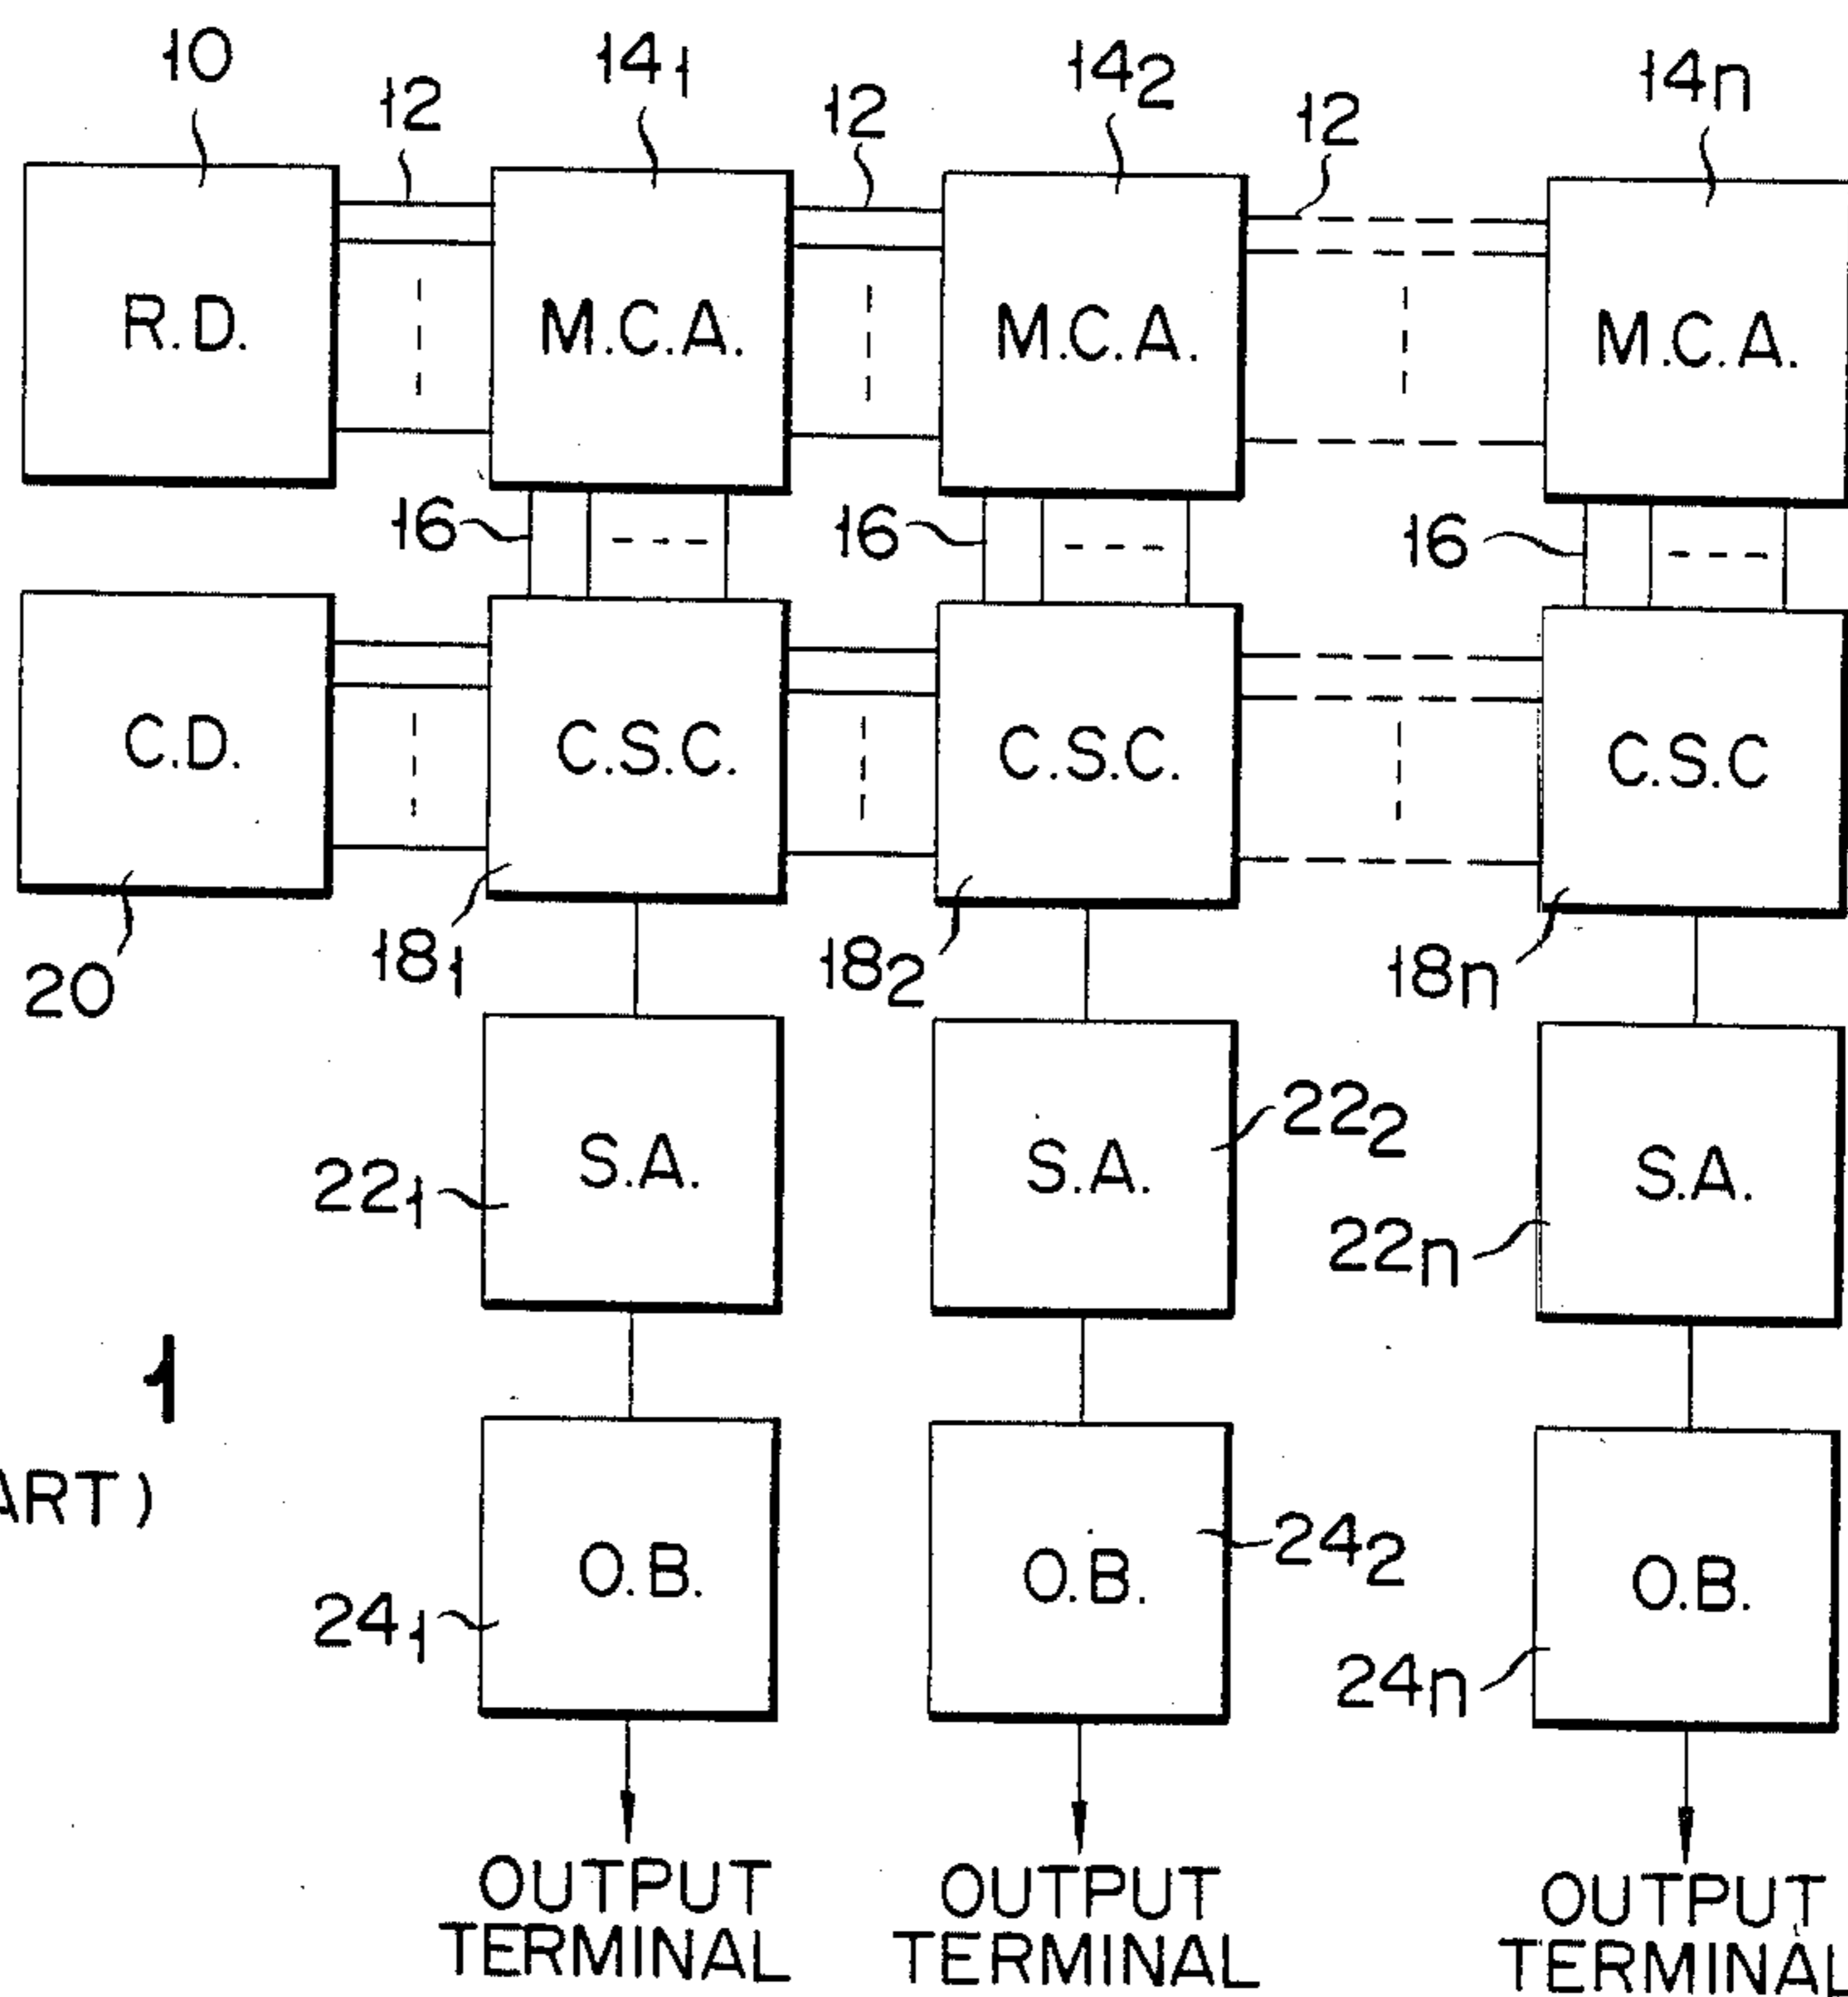 10
12
14₁
12
14₂
12
14n
R.D.
M.C.A.
M.C.A.
M.C.A.
16
16
16
C.D.
C.S.C.
C.S.C.
C.S.C
20
18₁
18₂
18n
S.A.
S.A.
S.A.
22₁
22₂
22n
1
ART)
O.B.
O.B.
O.B.
24₁
24₂
24n
OUTPUT
TERMINAL
OUTPUT
TERMINAL
OUTPUT
TERMINAL